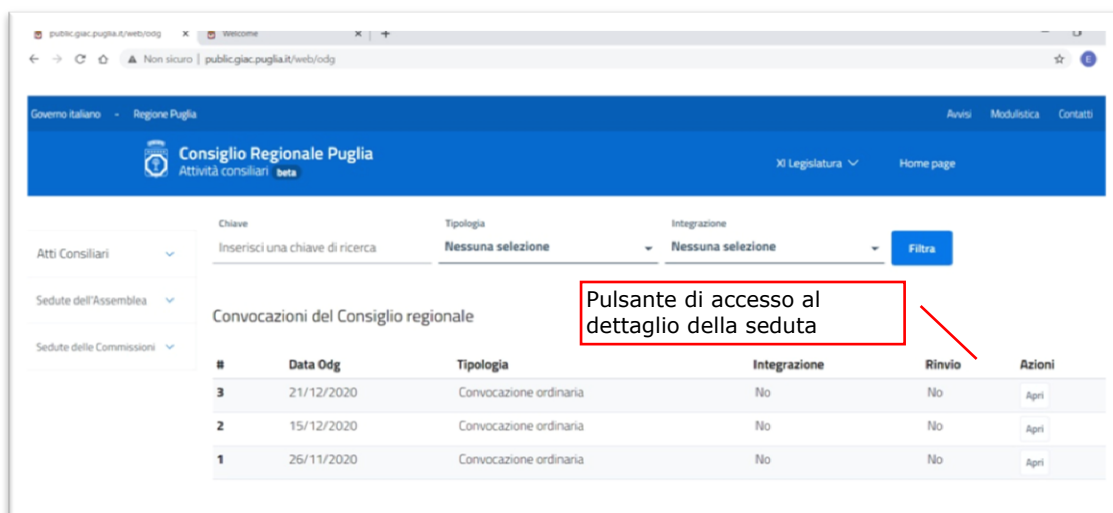 public.giac.puglia.it/web/odg Welcome
Non sicuro | public.giac.puglia.it/web/odg E
Governo italiano - Regione Puglia Avvisi Modulistica Contatti
Consiglio Regionale Puglia
Attività consiliari beta
XI Legislatura Home page
Chiave Tipologia Integrazione
Inserisci una chiave di ricerca Nessuna selezione Nessuna selezione Filtra
Atti Consiliari
Sedute dell'Assemblea
Sedute delle Commissioni
Pulsante di accesso al
dettaglio della seduta
Convocazioni del Consiglio regionale
# Data Odg Tipologia Integrazione Rinvio Azioni
3 21/12/2020 Convocazione ordinaria No No Apri
2 15/12/2020 Convocazione ordinaria No No Apri
1 26/11/2020 Convocazione ordinaria No No Apri